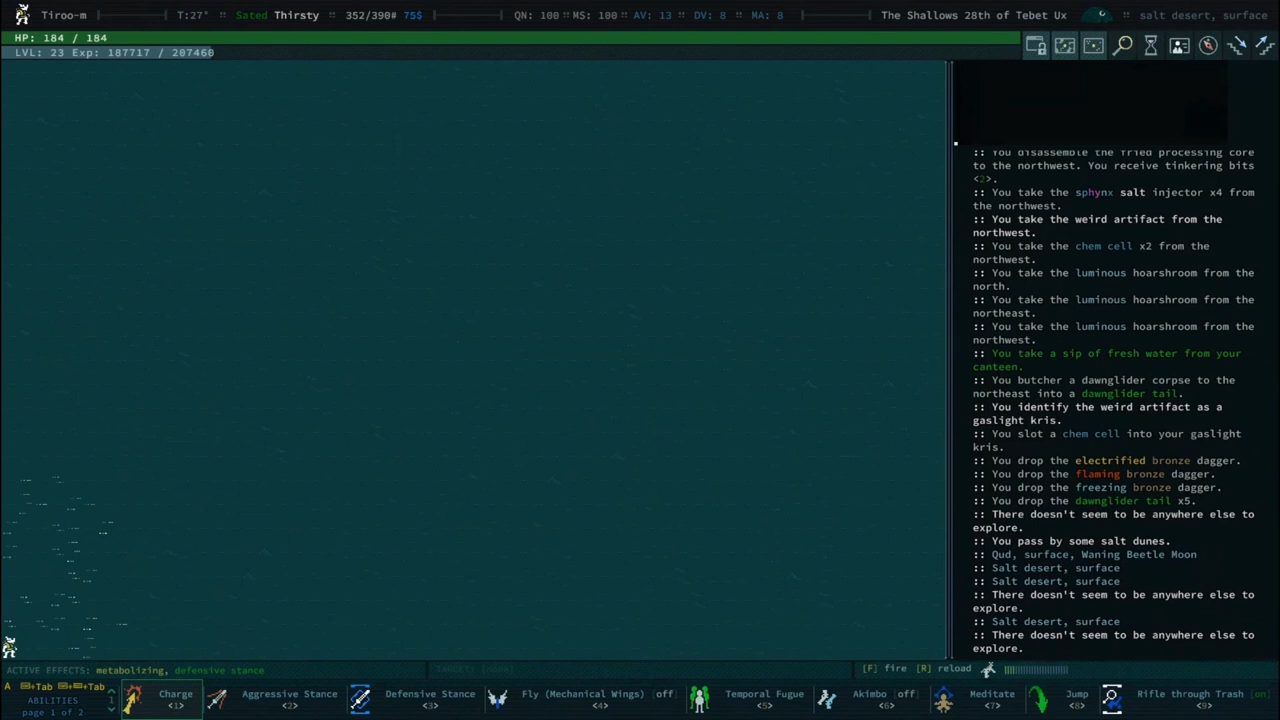 Tiroo-m T:27° :: Sated Thirsty :: 352/390# 75$ QN: 100 :: MS: 100 :: AV: 13 :: DV: 8 :: MA: 8 The Shallows 28th of Tebet Ux :: salt desert, surface
HP: 184 / 184
LVL: 23 Exp: 187717 / 207460
:: You disassemble the fried processing core
to the northwest. You receive tinkering bits
<2>.
:: You take the sphynx salt injector x4 from
the northwest.
:: You take the weird artifact from the
northwest.
:: You take the chem cell x2 from the
northwest.
:: You take the luminous hoarshroom from the
north.
:: You take the luminous hoarshroom from the
northeast.
:: You take the luminous hoarshroom from the
northwest.
:: You take a sip of fresh water from your
canteen.
:: You butcher a dawnglider corpse to the
northeast into a dawnglider tail.
:: You identify the weird artifact as a
gaslight kris.
:: You slot a chem cell into your gaslight
kris.
:: You drop the electrified bronze dagger.
:: You drop the flaming bronze dagger.
:: You drop the freezing bronze dagger.
:: You drop the dawnglider tail x5.
:: There doesn't seem to be anywhere else to
explore.
:: You pass by some salt dunes.
:: Qud, surface, Waning Beetle Moon
:: Salt desert, surface
:: Salt desert, surface
:: There doesn't seem to be anywhere else to
explore.
:: Salt desert, surface
:: There doesn't seem to be anywhere else to
explore.
ACTIVE EFFECTS: metabolizing, defensive stance TARGET: [none] [F] fire [R] reload
A +Tab +Tab
ABILITIES
page 1 of 2
1
Charge <1>
Aggressive Stance <2>
Defensive Stance <3>
Fly (Mechanical Wings) [off] <4>
Temporal Fugue <5>
Akimbo [off] <6>
Meditate <7>
Jump <8>
Rifle through Trash [on] <9>